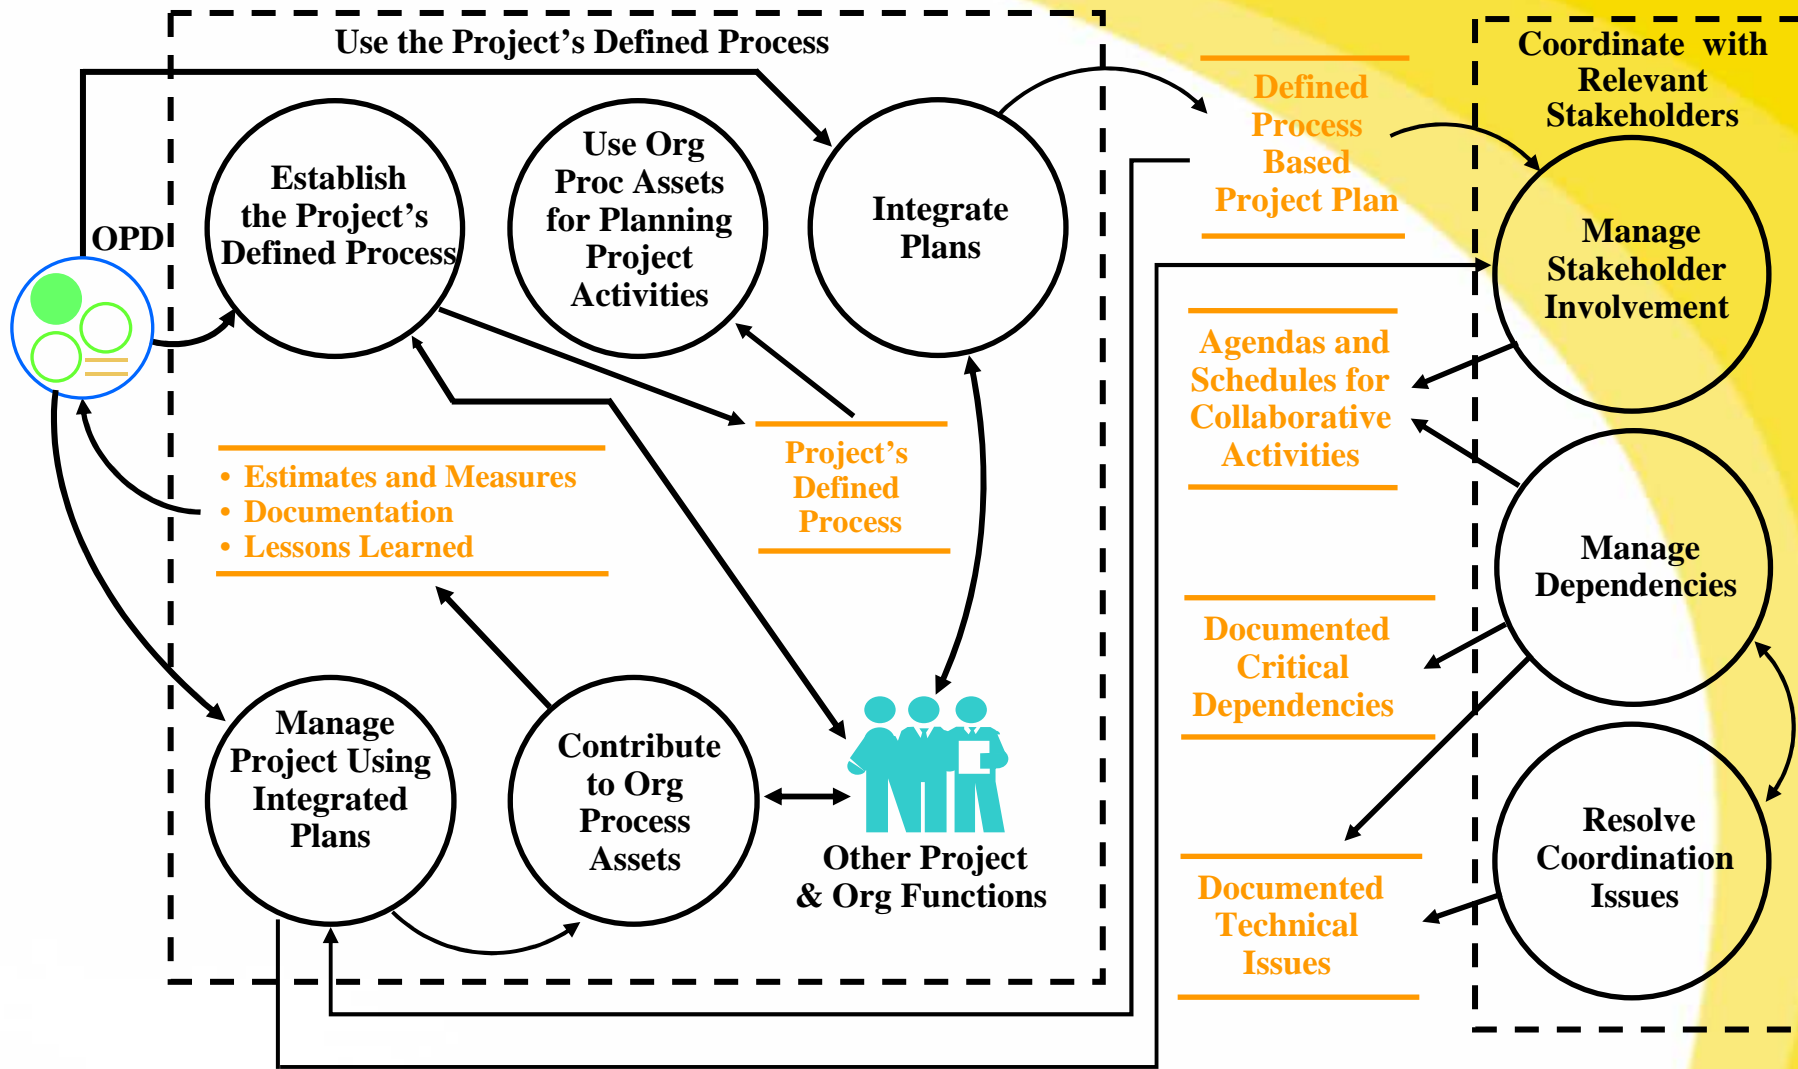 Use the Project's Defined Process
Coordinate with
Relevant
Stakeholders
OPD
Establish
the Project's
Defined Process
Use Org
Proc Assets
for Planning
Project
Activities
Integrate
Plans
Defined
Process
Based
Project Plan
Manage
Stakeholder
Involvement
Agendas and
Schedules for
Collaborative
Activities
• Estimates and Measures
• Documentation
• Lessons Learned
Project's
Defined
Process
Manage
Dependencies
Documented
Critical
Dependencies
Manage
Project Using
Integrated
Plans
Contribute
to Org
Process
Assets
Other Project
& Org Functions
Documented
Technical
Issues
Resolve
Coordination
Issues